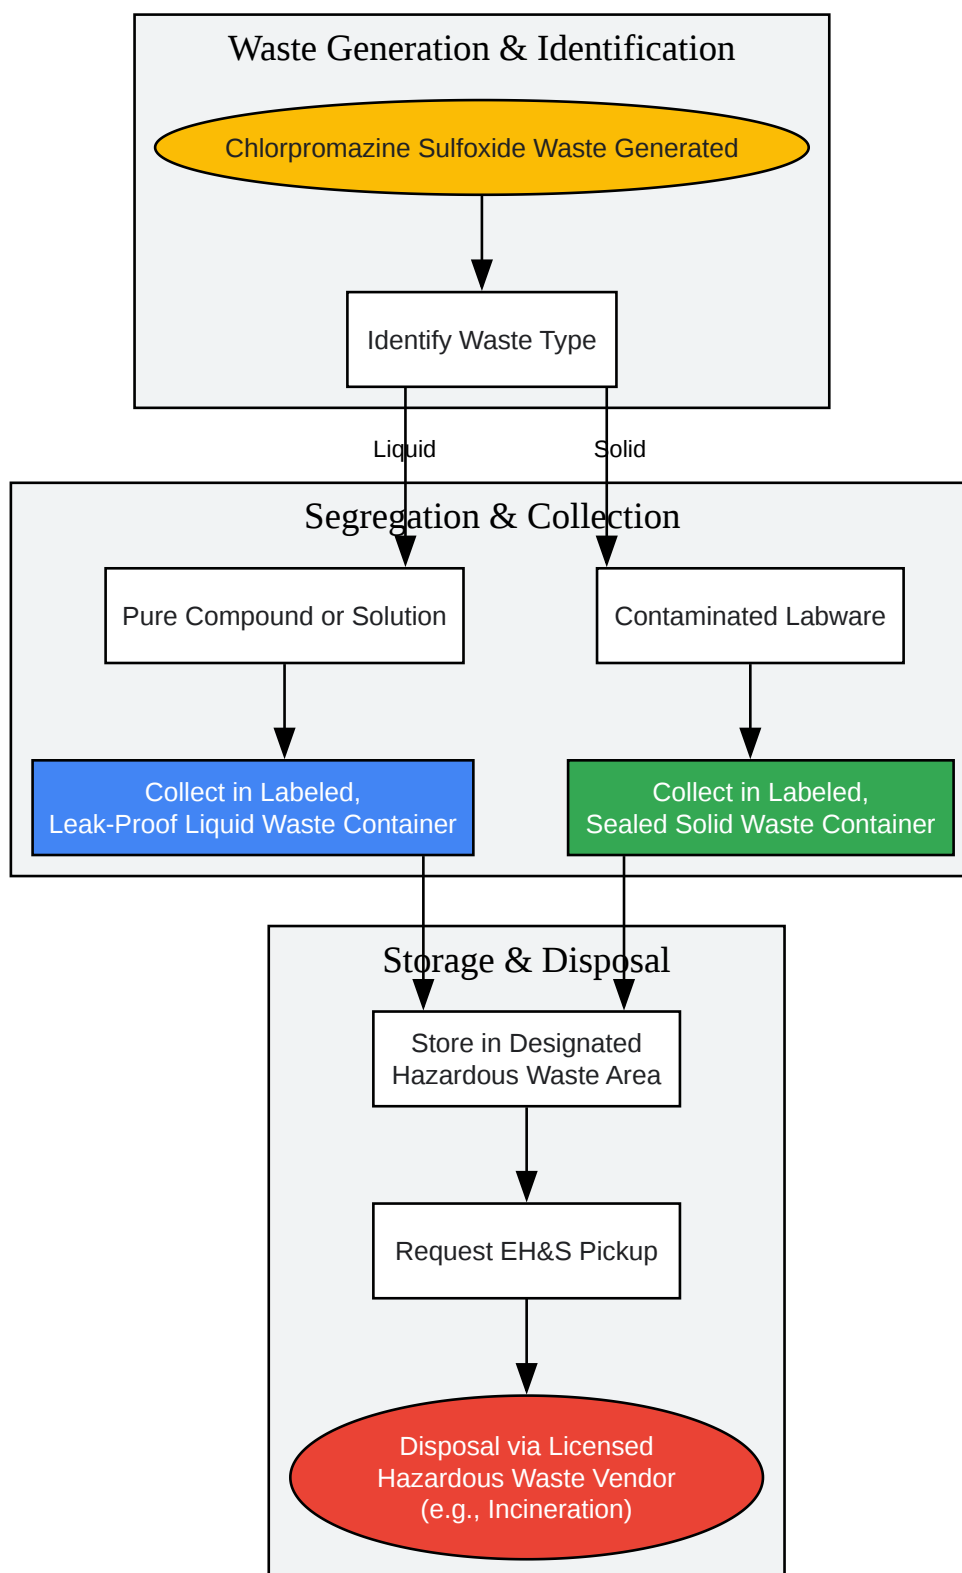 Waste Generation & Identification
Chlorpromazine Sulfoxide Waste Generated
Identify Waste Type
Liquid
Solid
Segregation & Collection
Pure Compound or Solution
Contaminated Labware
Collect in Labeled,
Leak-Proof Liquid Waste Container
Collect in Labeled,
Sealed Solid Waste Container
Storage & Disposal
Store in Designated
Hazardous Waste Area
Request EH&S Pickup
Disposal via Licensed
Hazardous Waste Vendor
(e.g., Incineration)